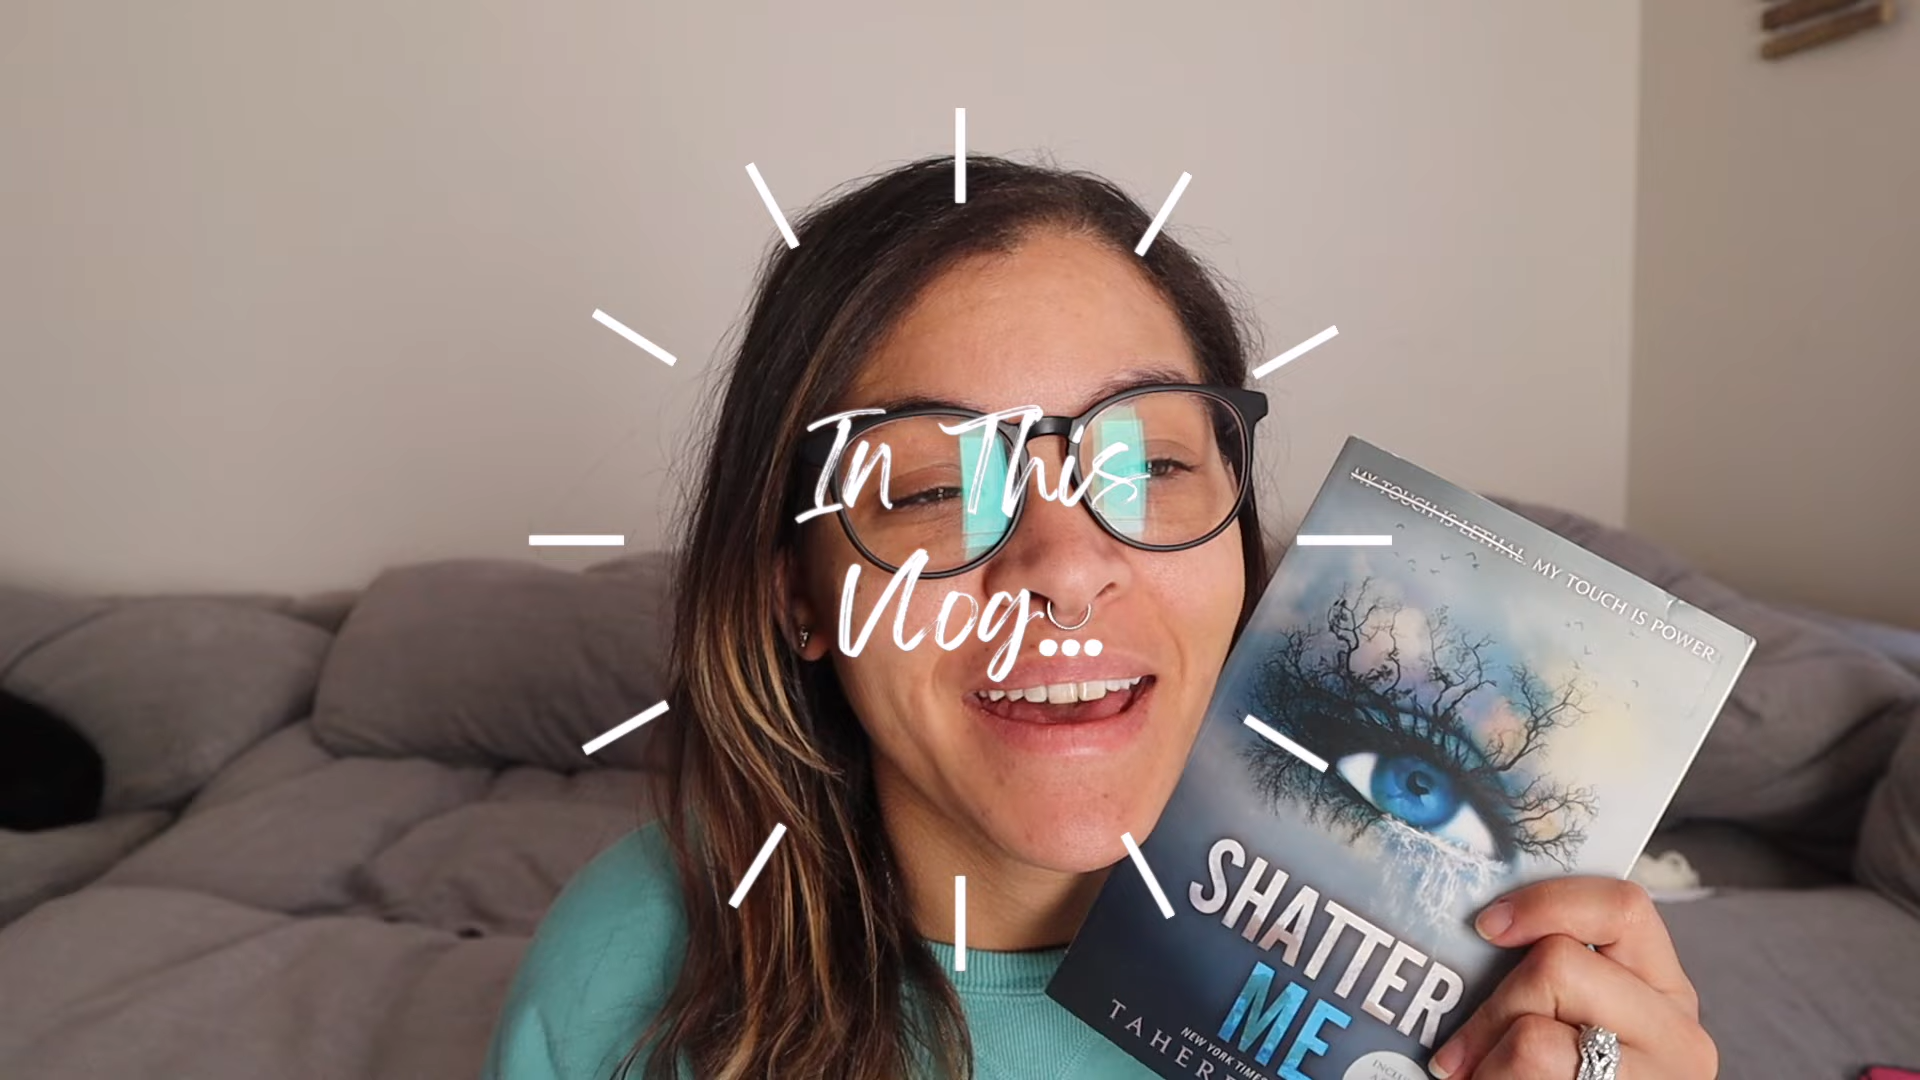 In This
Vlog...
MY TOUCH IS LETHAL. MY TOUCH IS POWER.
SHATTER
ME
NEW YORK TIMES